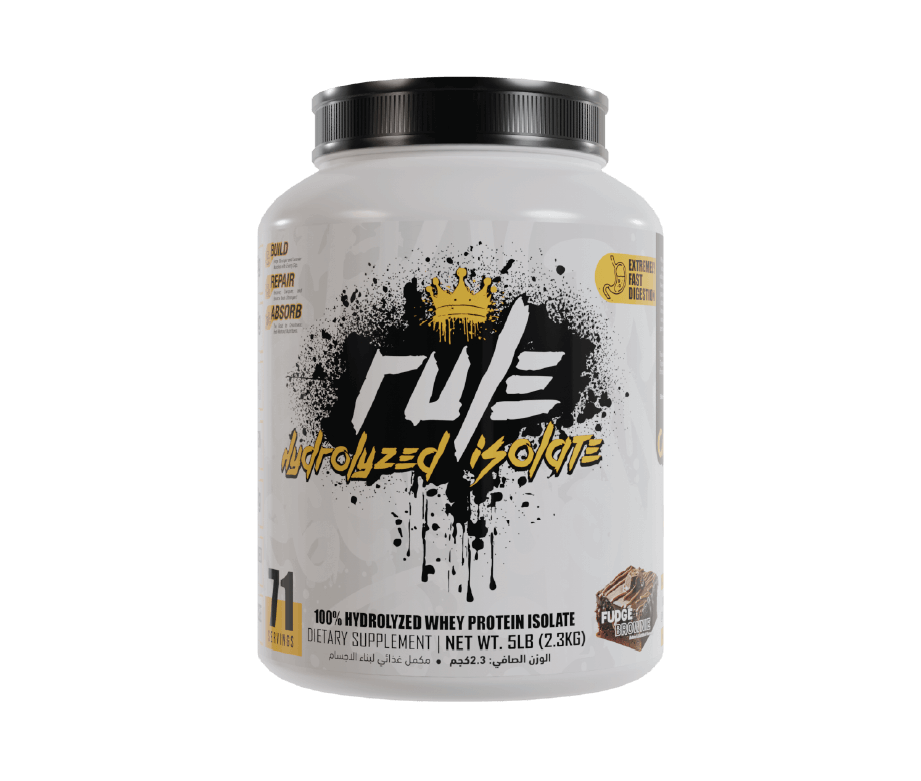 BUILD
REPAIR
ABSORB
EXTREMELY
FAST
DIGESTION
rule
Hydrolyzed isolate
71
SERVINGS
100% HYDROLYZED WHEY PROTEIN ISOLATE
DIETARY SUPPLEMENT | NET WT. 5LB (2.3KG)
الوزن الصافي: 2.3كجم • مكمل غذائي لبناء الاجسام
FUDGE
BROWNIE